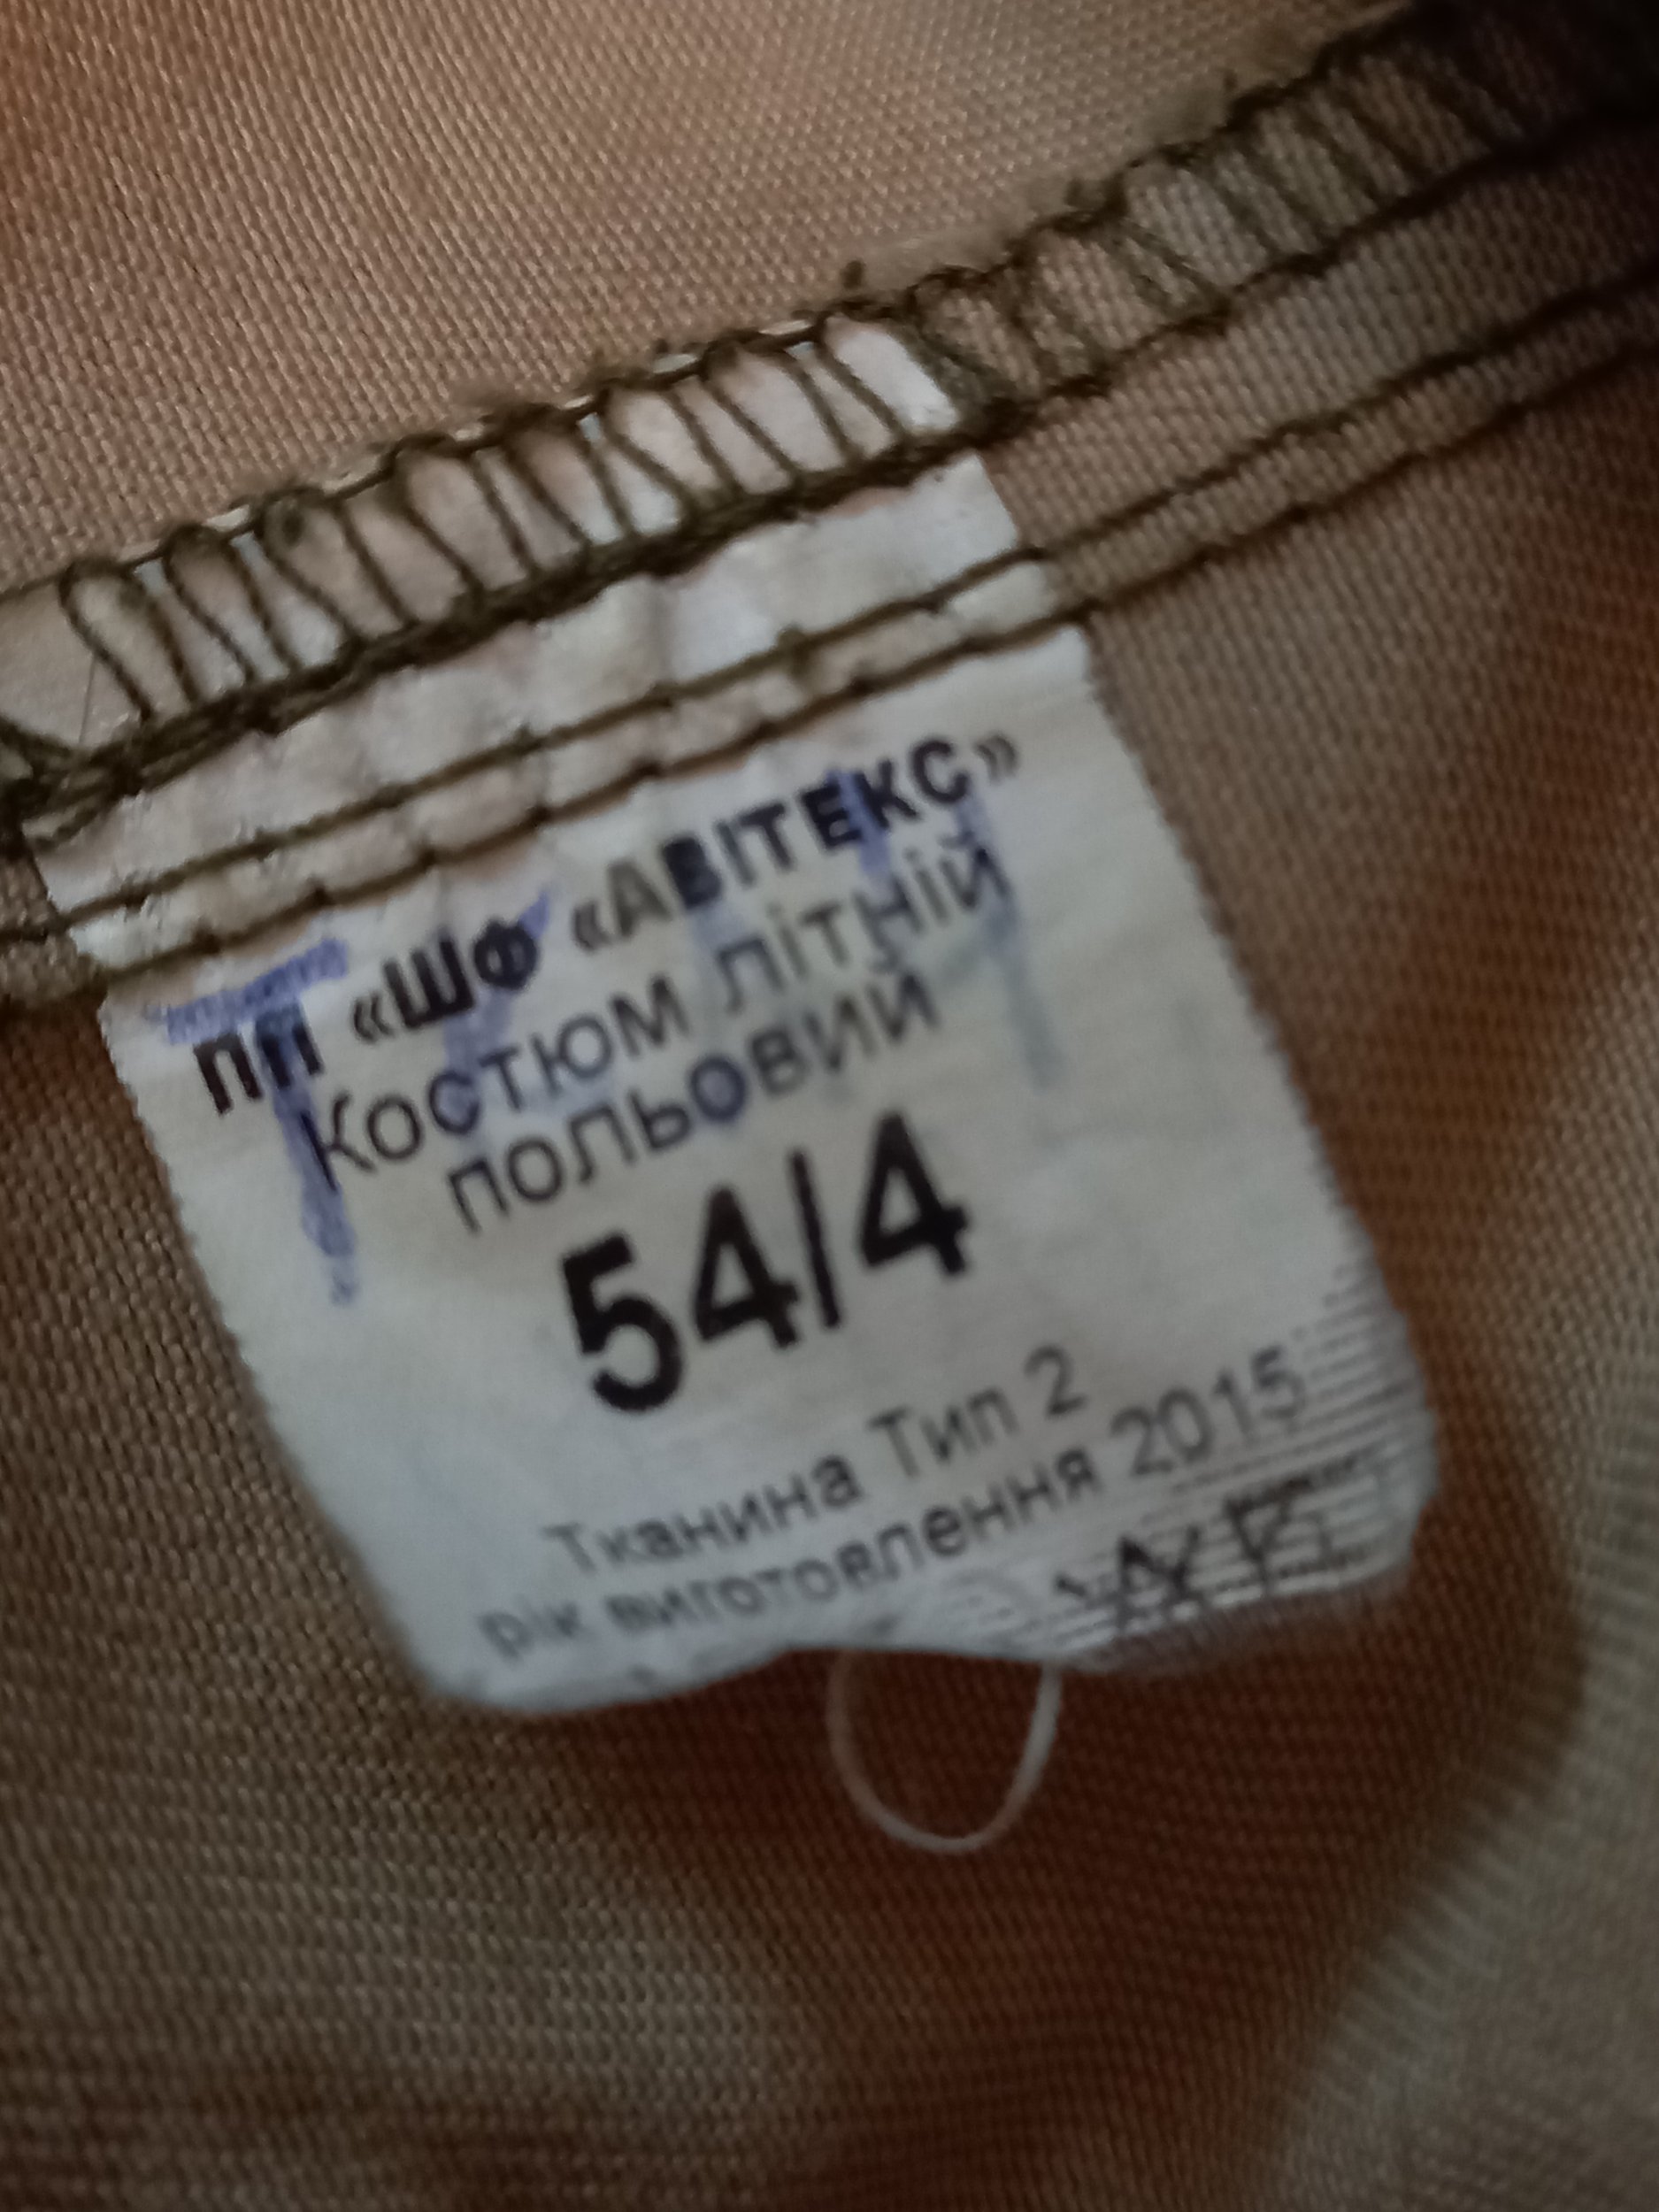 ПП «ШФ «АВІТЕКС»
Костюм літній
польовий
54/4
Тканина Тип 2
рік виготовлення 2015